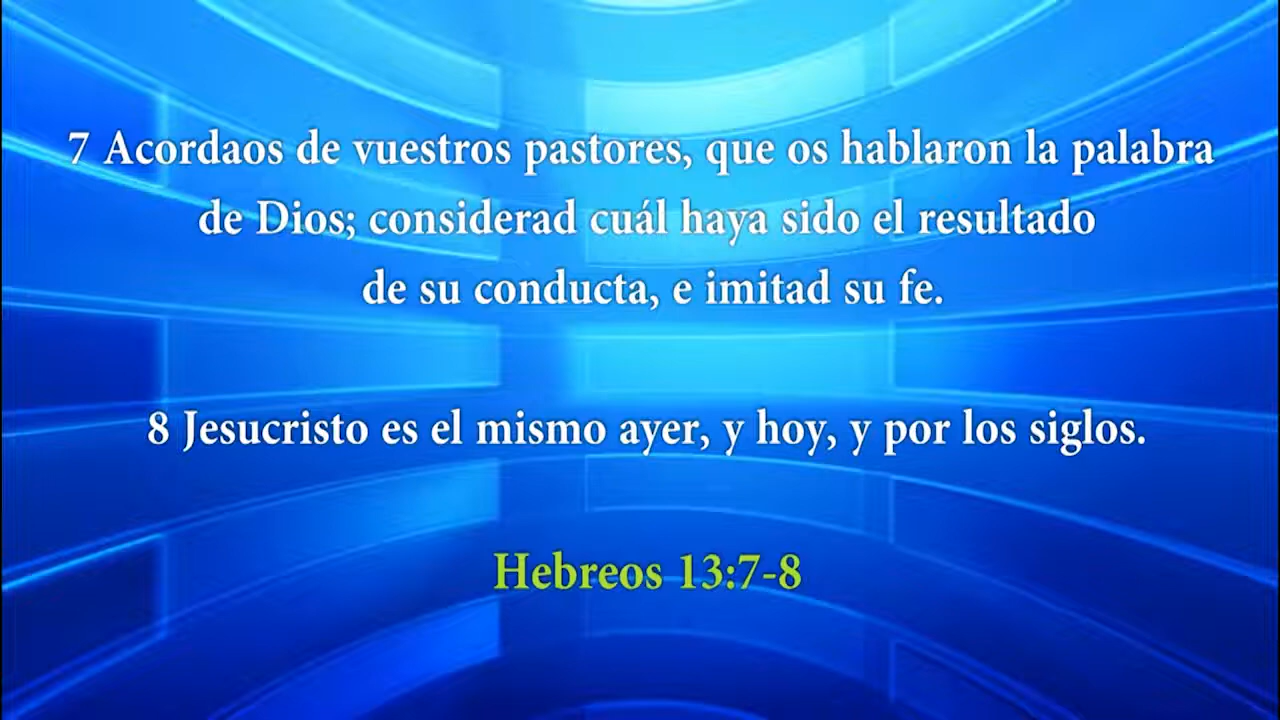 7 Acordaos de vuestros pastores, que os hablaron la palabra
de Dios; considerad cuál haya sido el resultado
de su conducta, e imitad su fe.
8 Jesucristo es el mismo ayer, y hoy, y por los siglos.
Hebreos 13:7-8